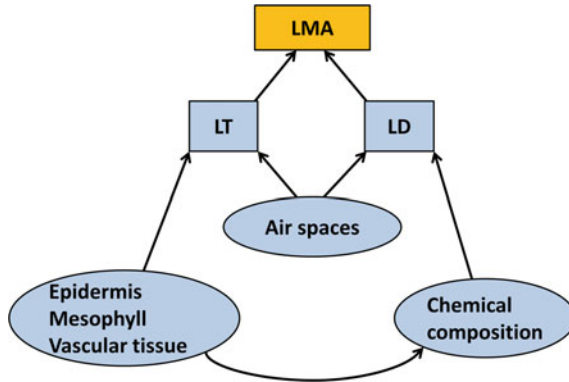 LMA
LT
LD
Air spaces
Epidermis
Mesophyll
Vascular tissue
Chemical
composition